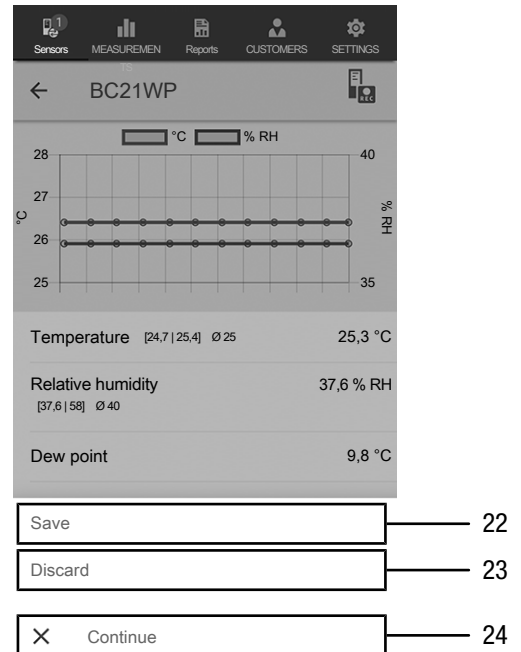 1
Sensors MEASUREMEN Reports CUSTOMERS SETTINGS
TS
BC21WP
REC
°C % RH
28 40
27
°C % RH
26
25 35
Temperature [24,7 | 25,4] Ø 25 25,3 °C
Relative humidity 37,6 % RH
[37,6 | 58] Ø 40
Dew point 9,8 °C
Save 22
Discard 23
Continue 24